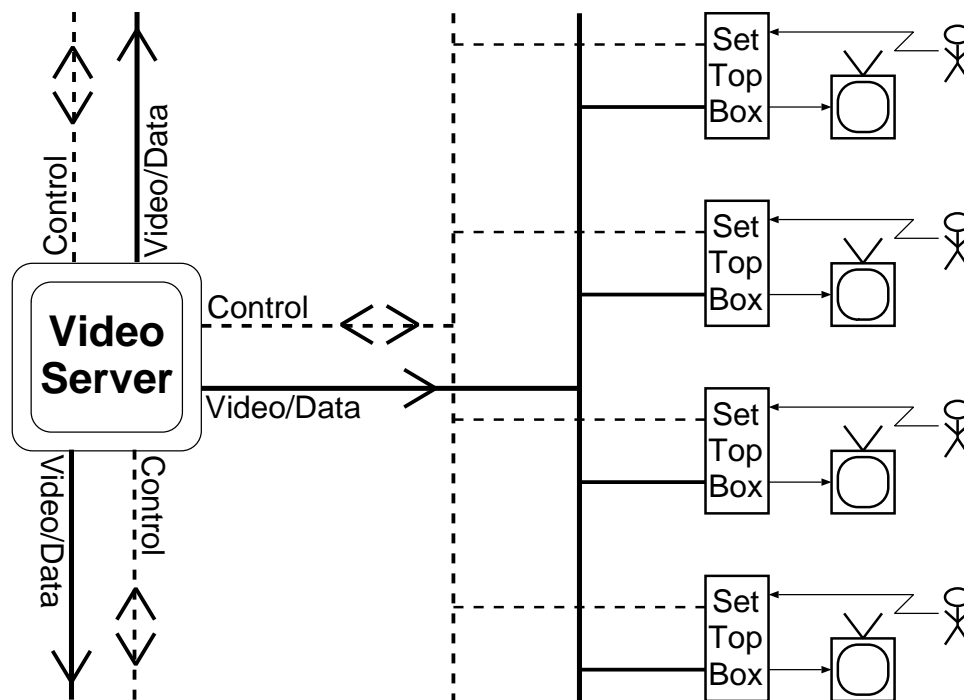 Control
Video/Data
Set
Top
Box
Set
Top
Box
Video
Server
Control
Video/Data
Set
Top
Box
Video/Data
Control
Set
Top
Box